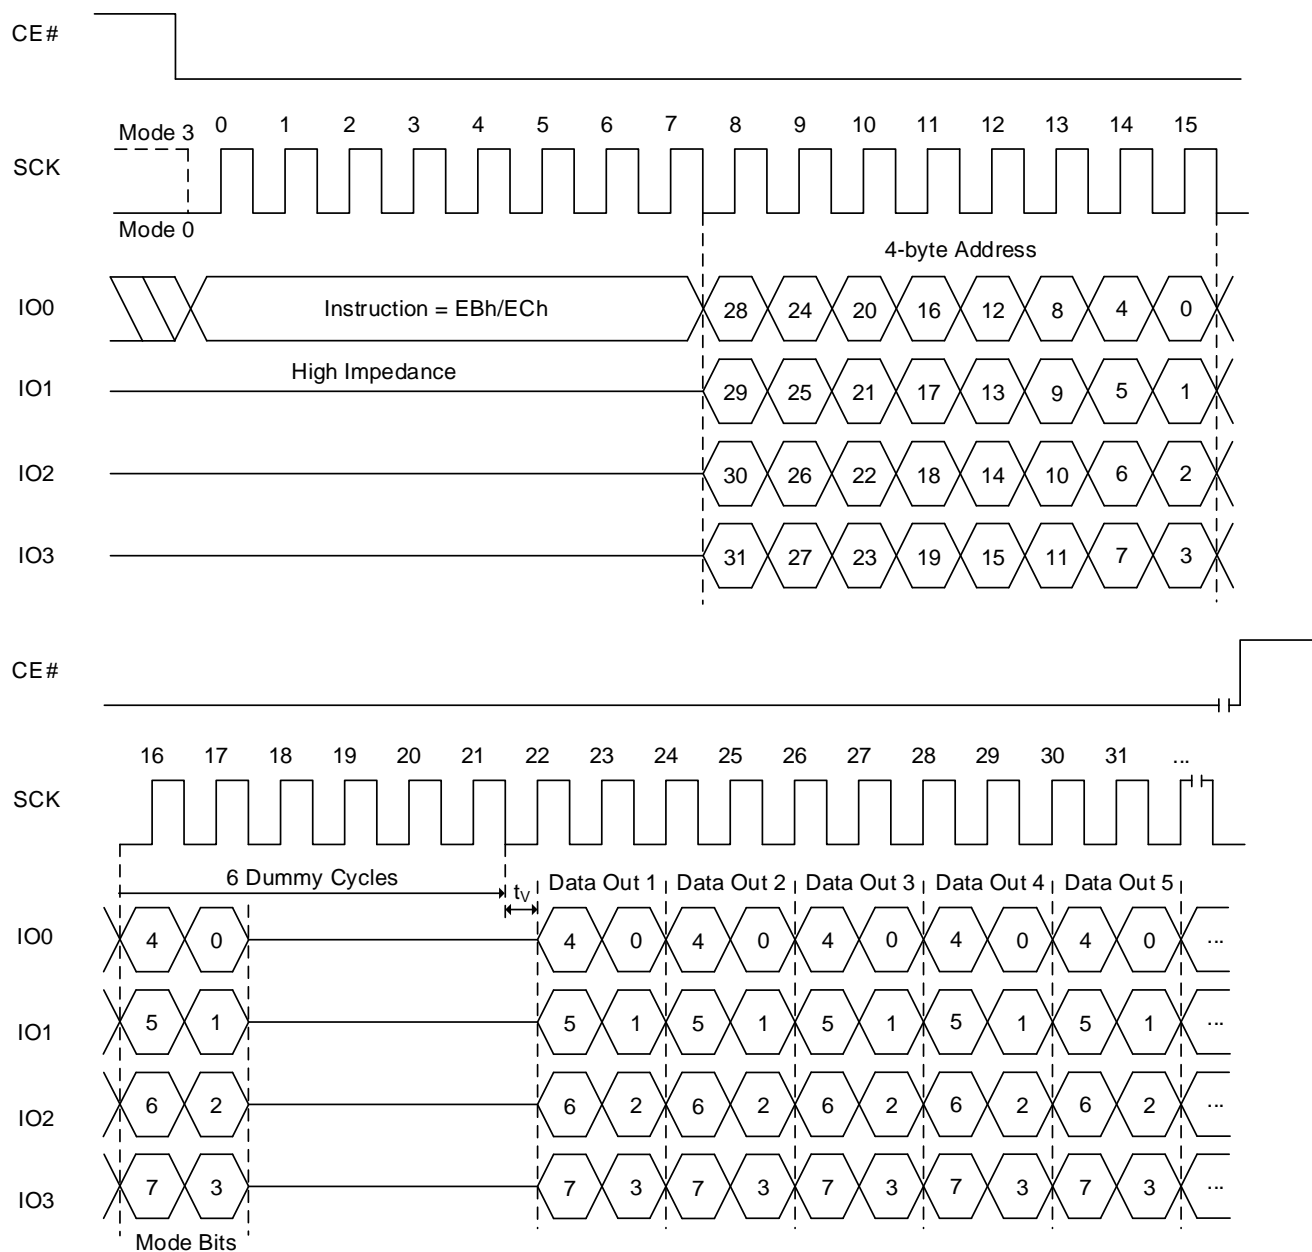 CE#
Mode 3 0 1 2 3 4 5 6 7 8 9 10 11 12 13 14 15
SCK
Mode 0
4-byte Address
IO0 Instruction = EBh/ECh 28 24 20 16 12 8 4 0
High Impedance
IO1 29 25 21 17 13 9 5 1
IO2 30 26 22 18 14 10 6 2
IO3 31 27 23 19 15 11 7 3
CE#
16 17 18 19 20 21 22 23 24 25 26 27 28 29 30 31 ...
SCK
6 Dummy Cycles tV Data Out 1 Data Out 2 Data Out 3 Data Out 4 Data Out 5
IO0 4 0 4 0 4 0 4 0 4 0 4 0 ...
IO1 5 1 5 1 5 1 5 1 5 1 5 1 ...
IO2 6 2 6 2 6 2 6 2 6 2 6 2 ...
IO3 7 3 7 3 7 3 7 3 7 3 7 3 ...
Mode Bits